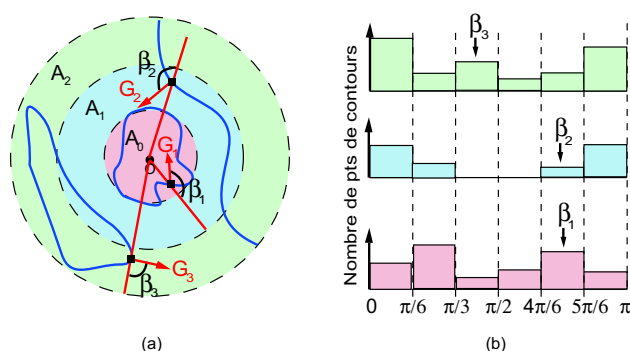 A₂
A₁
A₀
β₂
G₂
G₁
β₁
G₃
β₃
(a)
Nombre de pts de contours
β₃
β₂
β₁
0 π/6 π/3 π/2 4π/6 5π/6 π
(b)